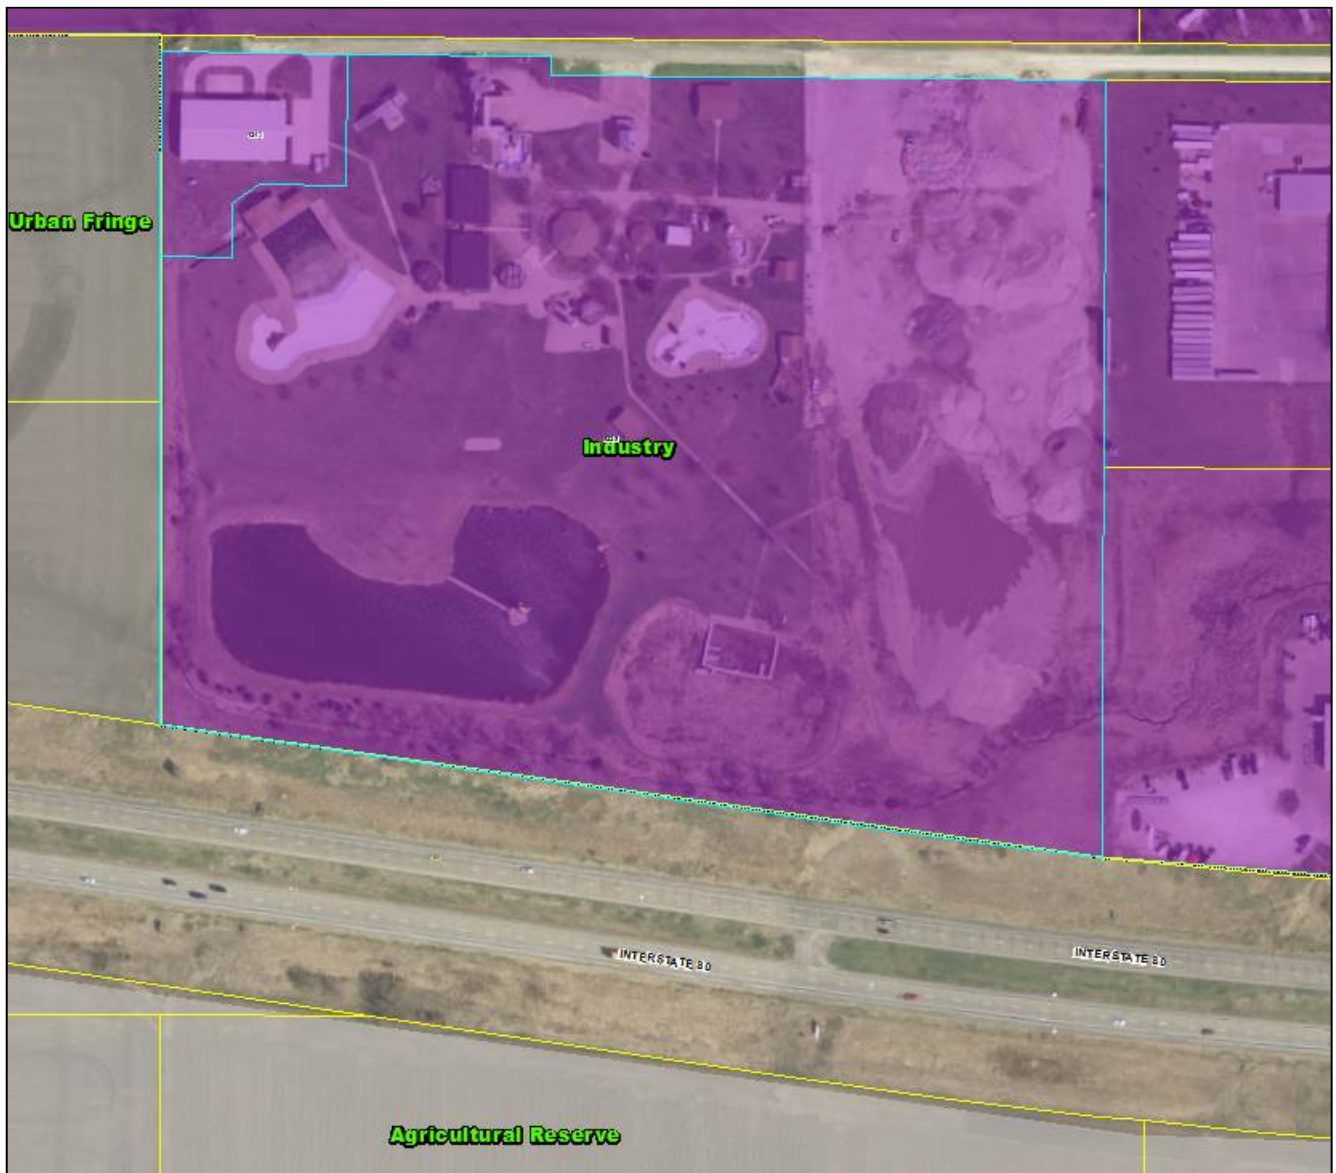 Urban Fringe
Industry
INTERSTATE 80
INTERSTATE 80
Agricultural Reserve